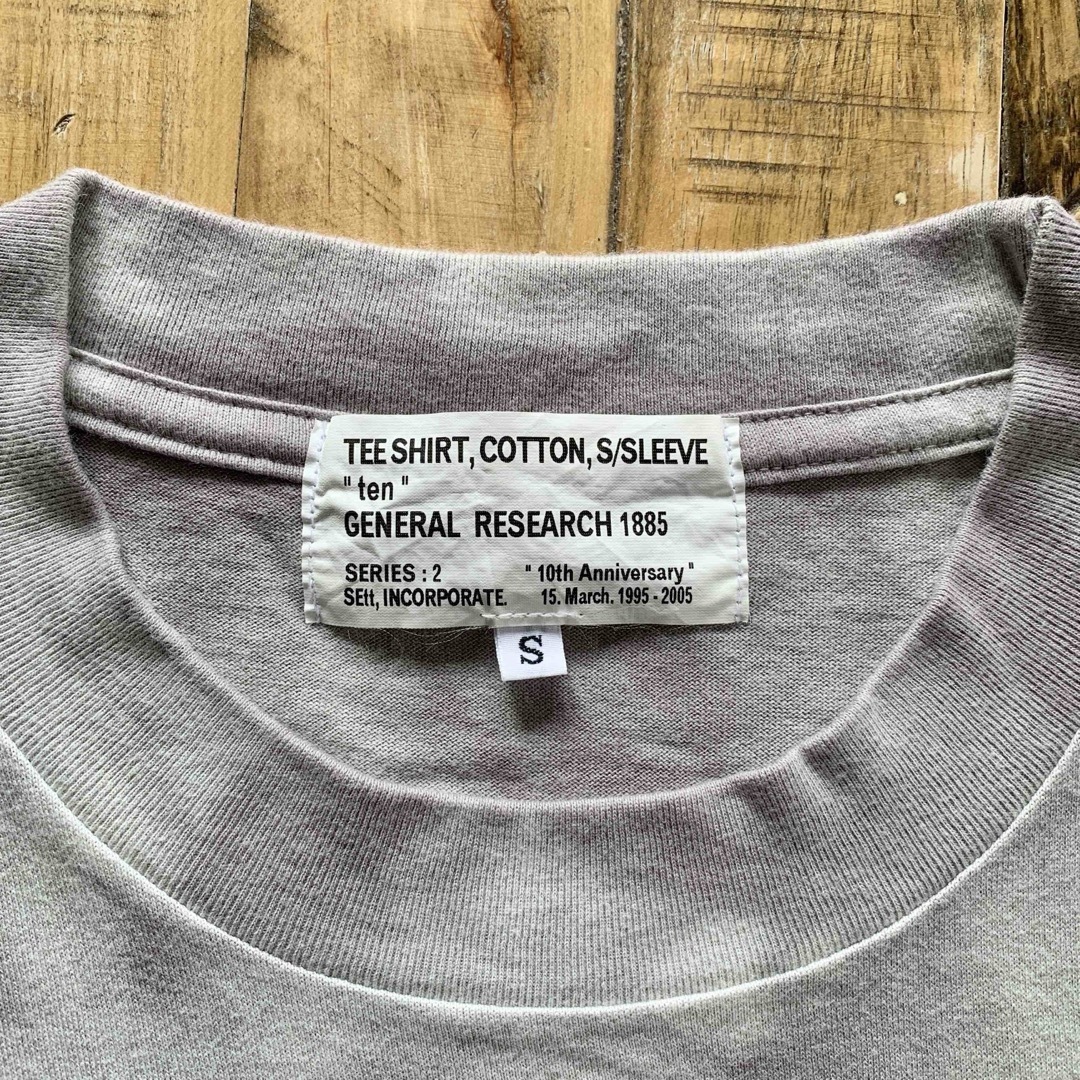 TEE SHIRT, COTTON, S/SLEEVE
" ten "
GENERAL RESEARCH 1885
SERIES : 2 " 10th Anniversary "
SEtt, INCORPORATE. 15. March. 1995 - 2005
S